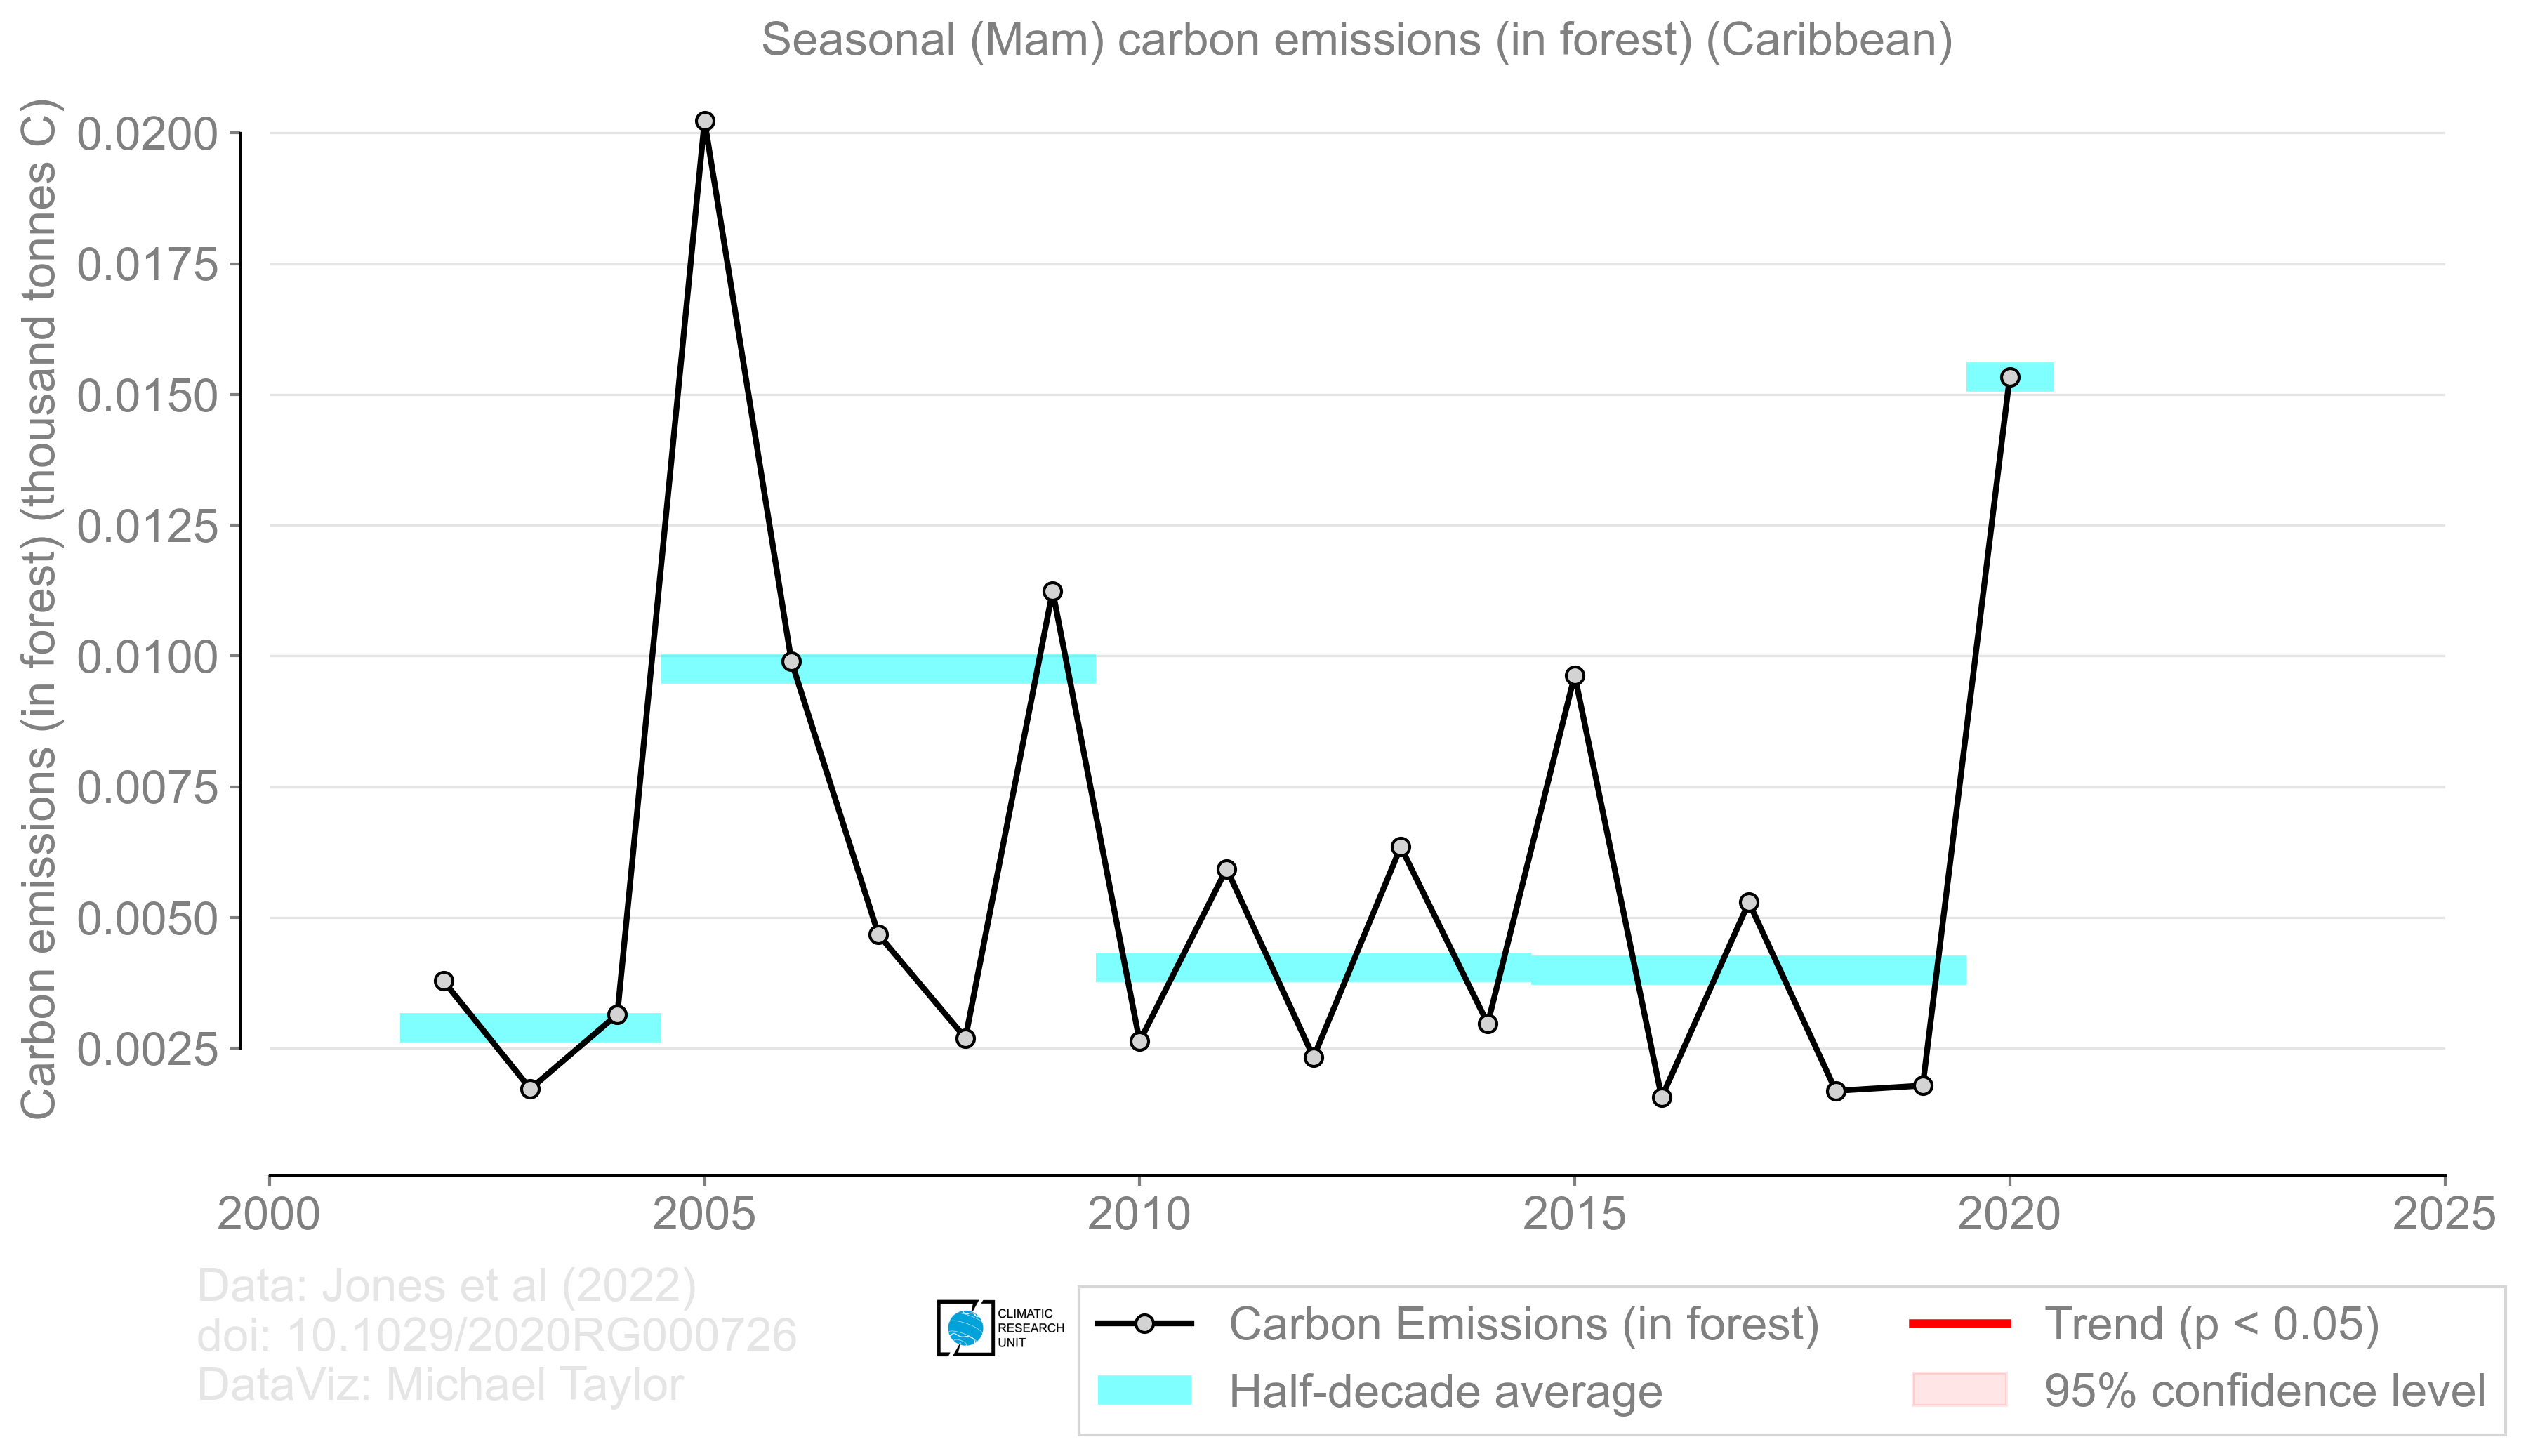 Seasonal (Mam) carbon emissions (in forest) (Caribbean)
Carbon emissions (in forest) (thousand tonnes C)
0.0200
0.0175
0.0150
0.0125
0.0100
0.0075
0.0050
0.0025
2000 2005 2010 2015 2020 2025
Data: Jones et al (2022)
doi: 10.1029/2020RG000726
DataViz: Michael Taylor
CLIMATIC
RESEARCH
UNIT
Carbon Emissions (in forest)
Half-decade average
Trend (p < 0.05)
95% confidence level